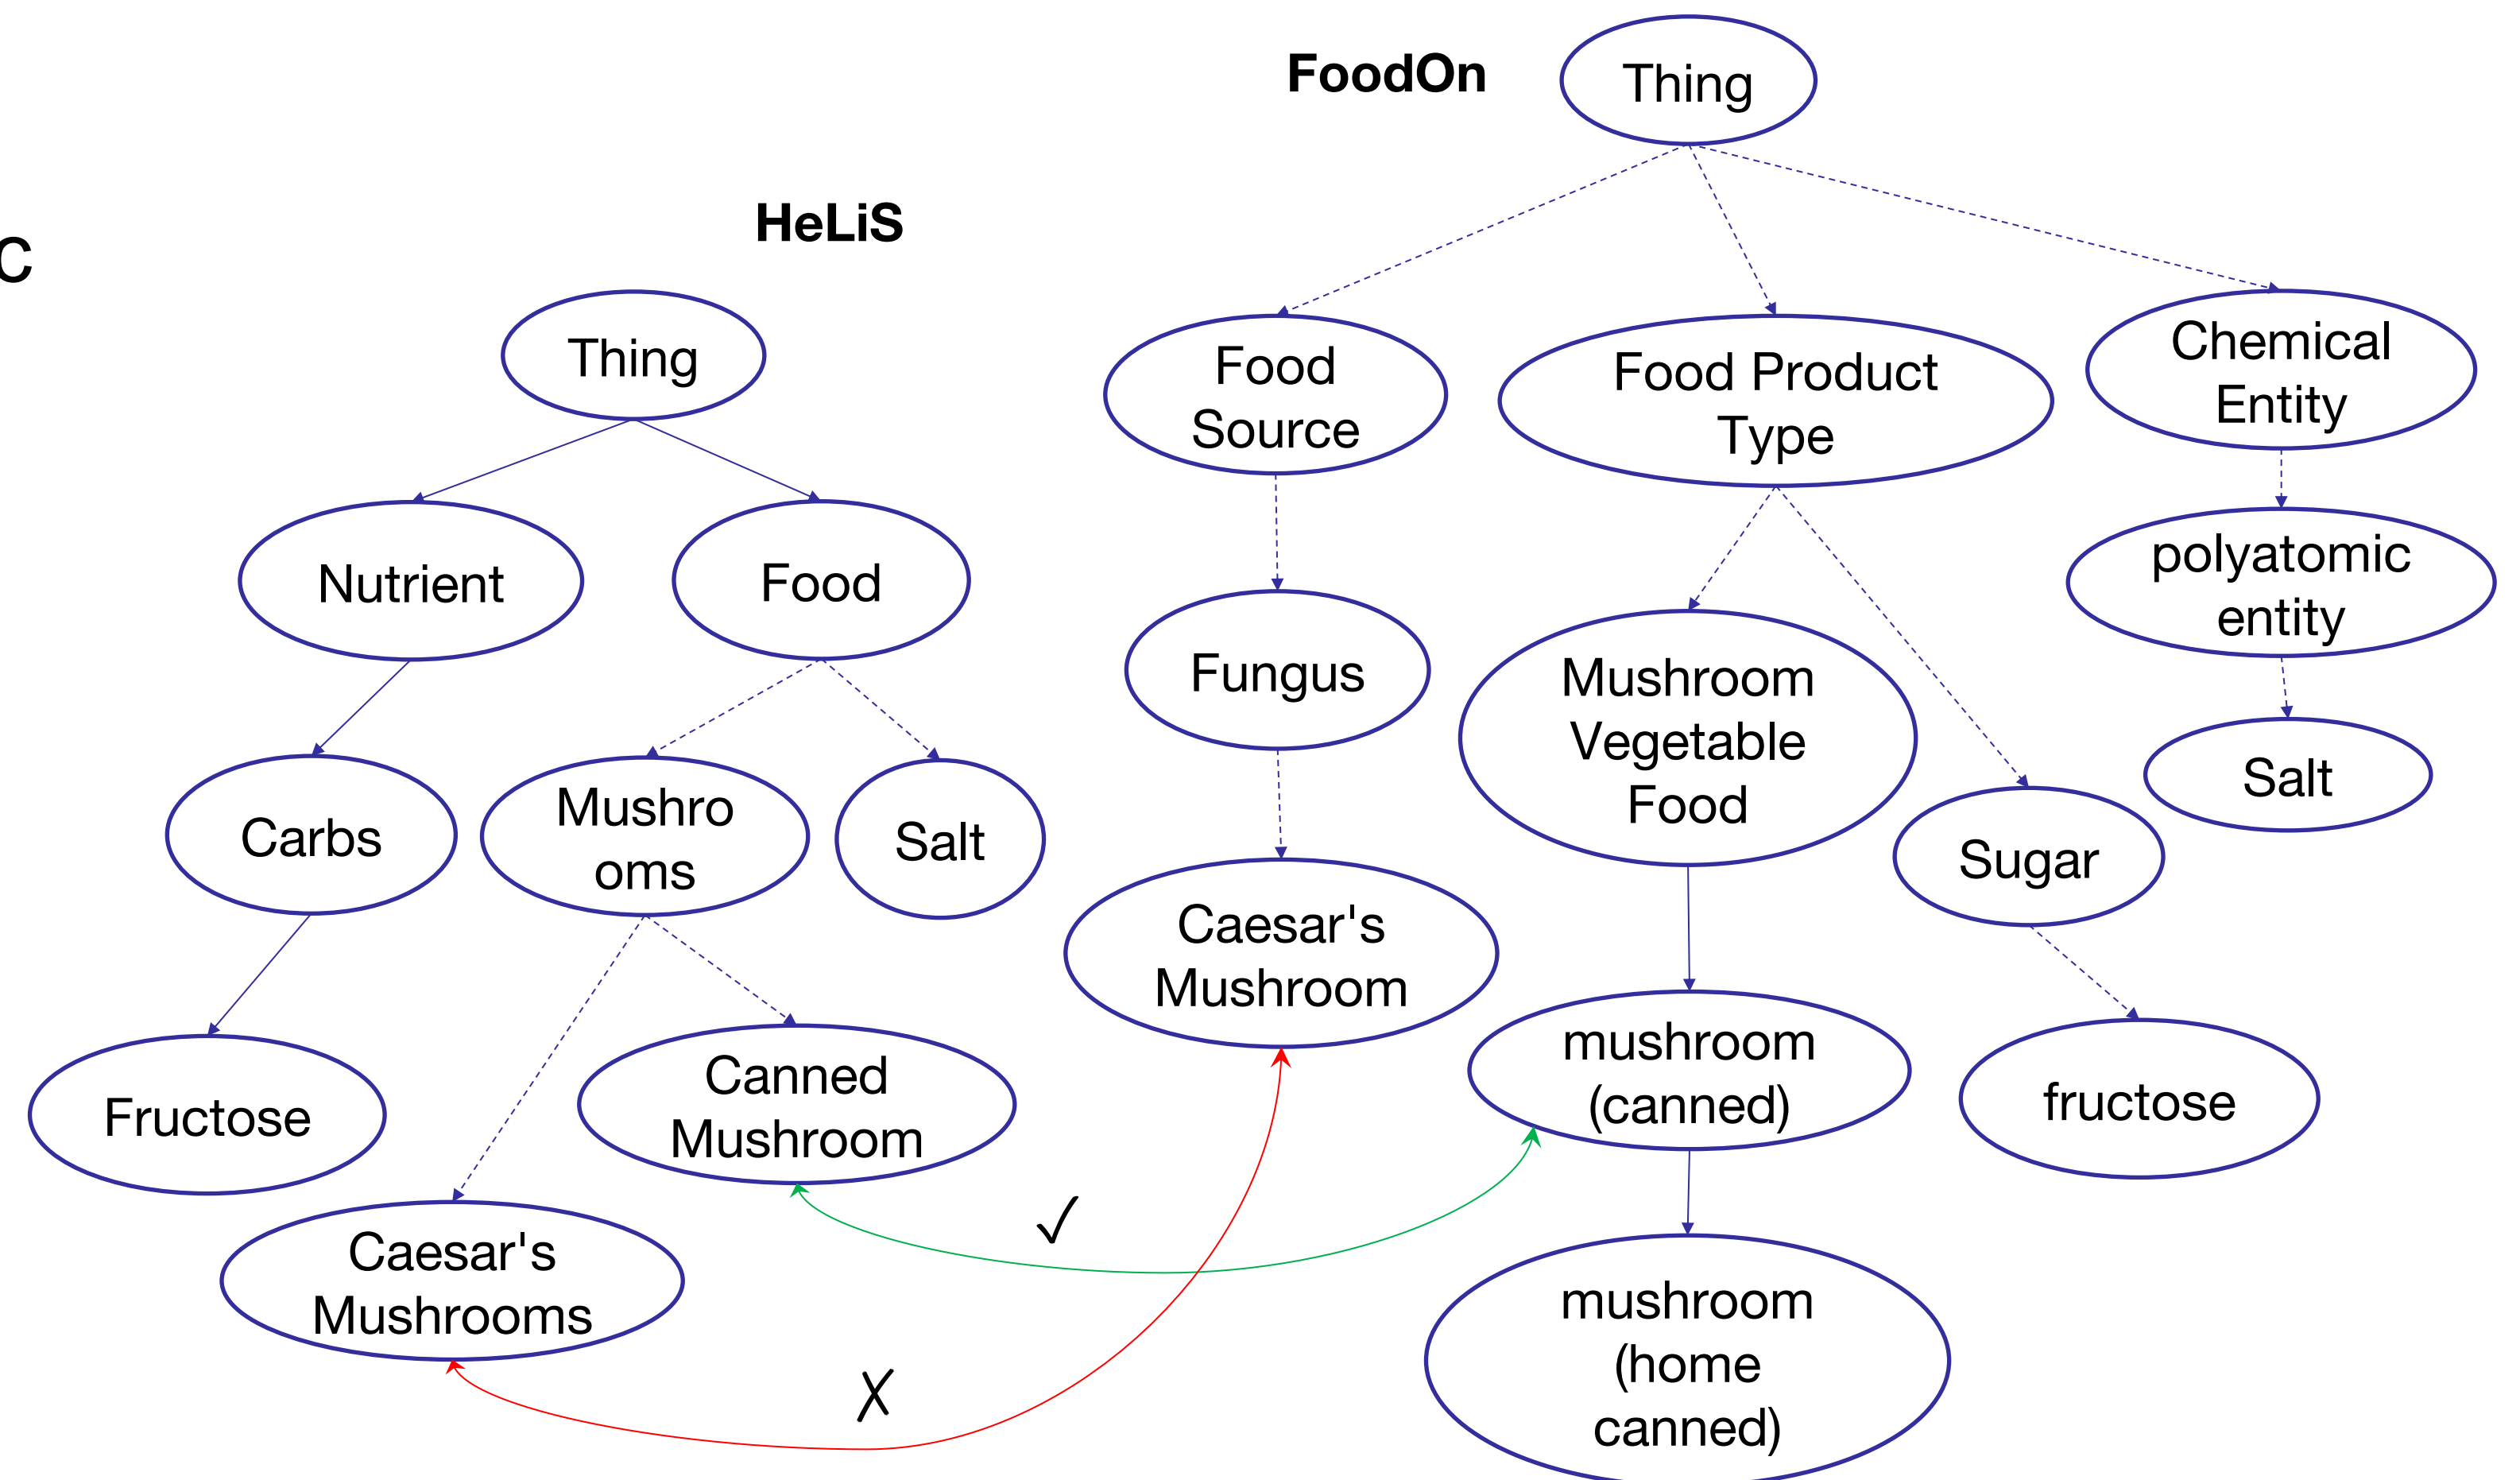 FoodOn
Thing
HeLiS
C
Thing
Food
Source
Food Product
Type
Chemical
Entity
Nutrient
Food
polyatomic
entity
Fungus
Mushroom
Vegetable
Food
Salt
Carbs
Mushro
oms
Salt
Sugar
Caesar's
Mushroom
Fructose
Canned
Mushroom
mushroom
(canned)
fructose
✓
Caesar's
Mushrooms
✗
mushroom
(home
canned)